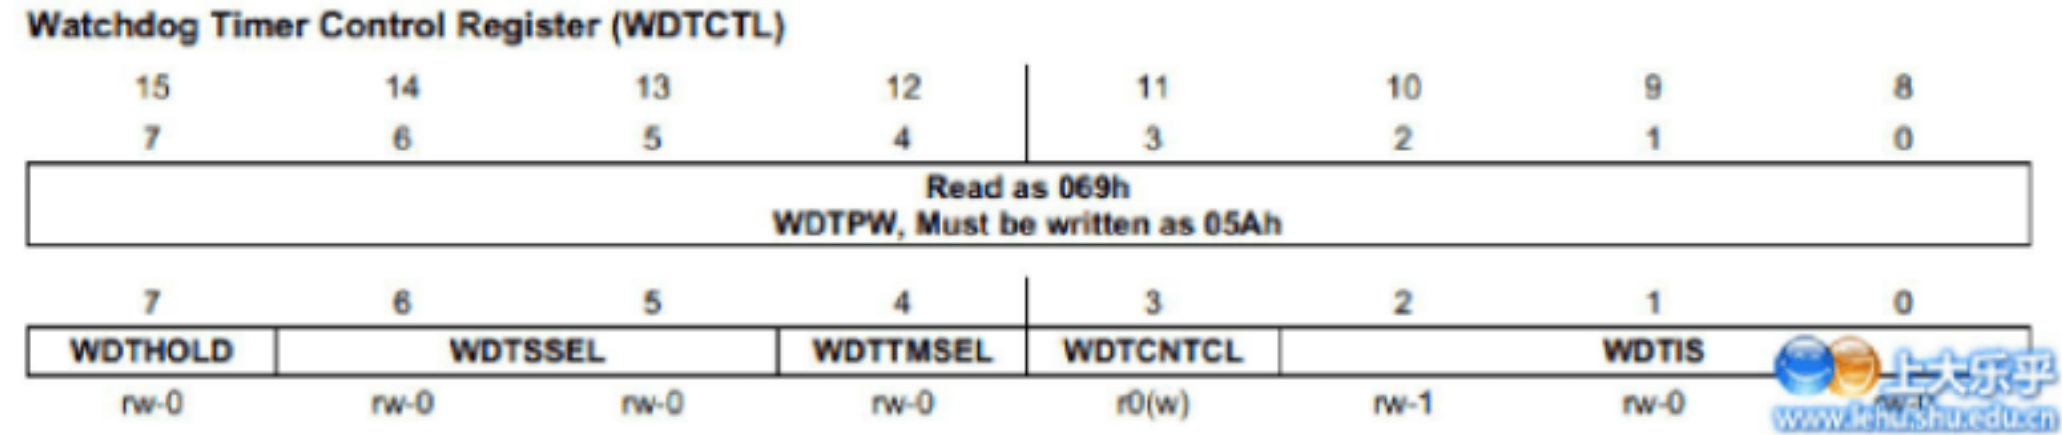 Watchdog Timer Control Register (WDTCTL)
15 14 13 12 11 10 9 8
7 6 5 4 3 2 1 0
Read as 069h
WDTPW, Must be written as 05Ah
7 6 5 4 3 2 1 0
WDTHOLD WDTSSEL WDTTMSEL WDTCNTCL WDTIS
rw-0 rw-0 rw-0 rw-0 r0(w) rw-1 rw-0
上大乐乎
www.lehu.shu.edu.cn